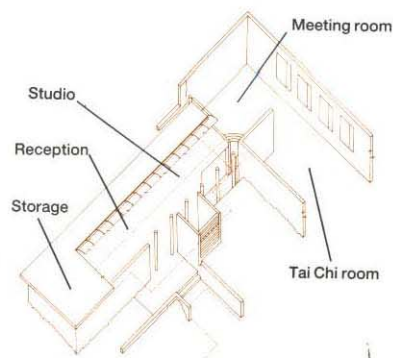 Meeting room
Studio
Reception
Storage
Tai Chi room